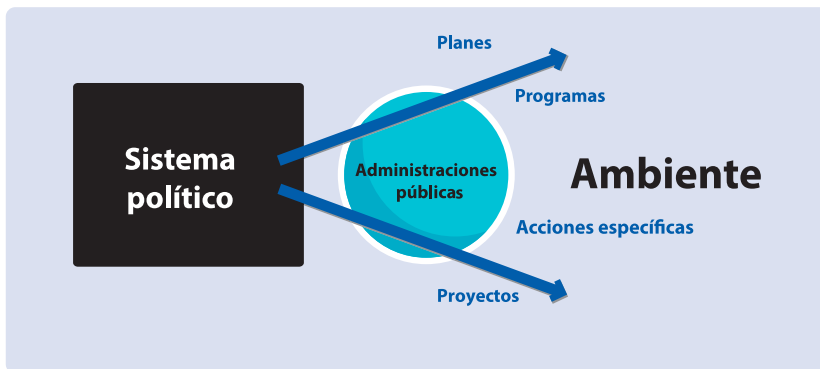 Planes
Programas
Sistema
político
Administraciones
públicas
Ambiente
Acciones específicas
Proyectos